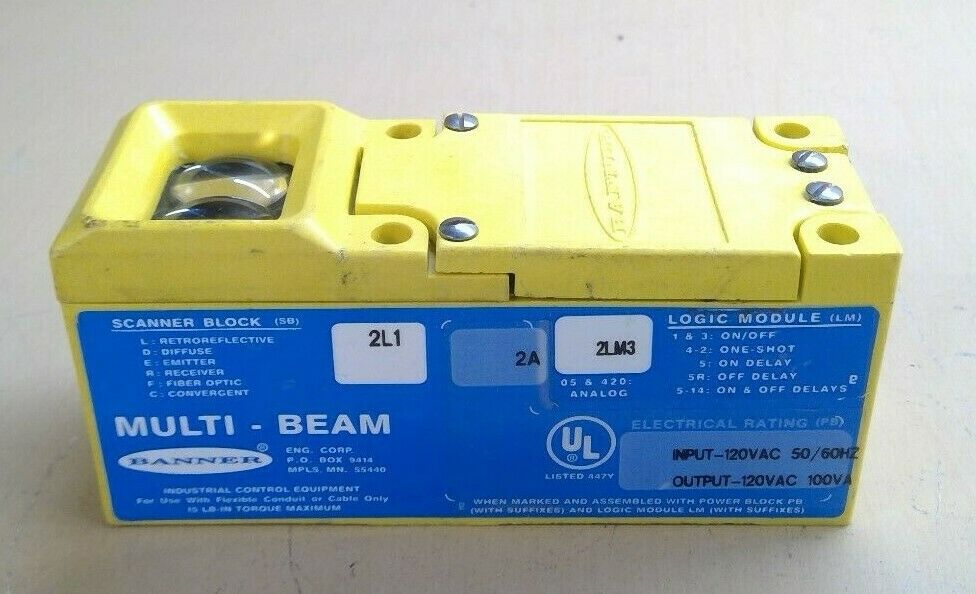 BANNER
SCANNER BLOCK (SB)
L: RETROREFLECTIVE
D: DIFFUSE
E: EMITTER
R: RECEIVER
F: FIBER OPTIC
C: CONVERGENT
2L1
2A
2LM3
05 & 420:
ANALOG
LOGIC MODULE (LM)
1 & 3: ON/OFF
4-2: ONE-SHOT
5: ON DELAY
5R: OFF DELAY
5-14: ON & OFF DELAYS
MULTI - BEAM
BANNER®
ENG. CORP.
P.O. BOX 9414
MPLS. MN. 55440
INDUSTRIAL CONTROL EQUIPMENT
For Use With Flexible Conduit or Cable Only
15 LB-IN TORQUE MAXIMUM
UL®
LISTED 447Y
ELECTRICAL RATING (PB)
INPUT-120VAC 50/60HZ
OUTPUT-120VAC 100VA
WHEN MARKED AND ASSEMBLED WITH POWER BLOCK PB
(WITH SUFFIXES) AND LOGIC MODULE LM (WITH SUFFIXES)